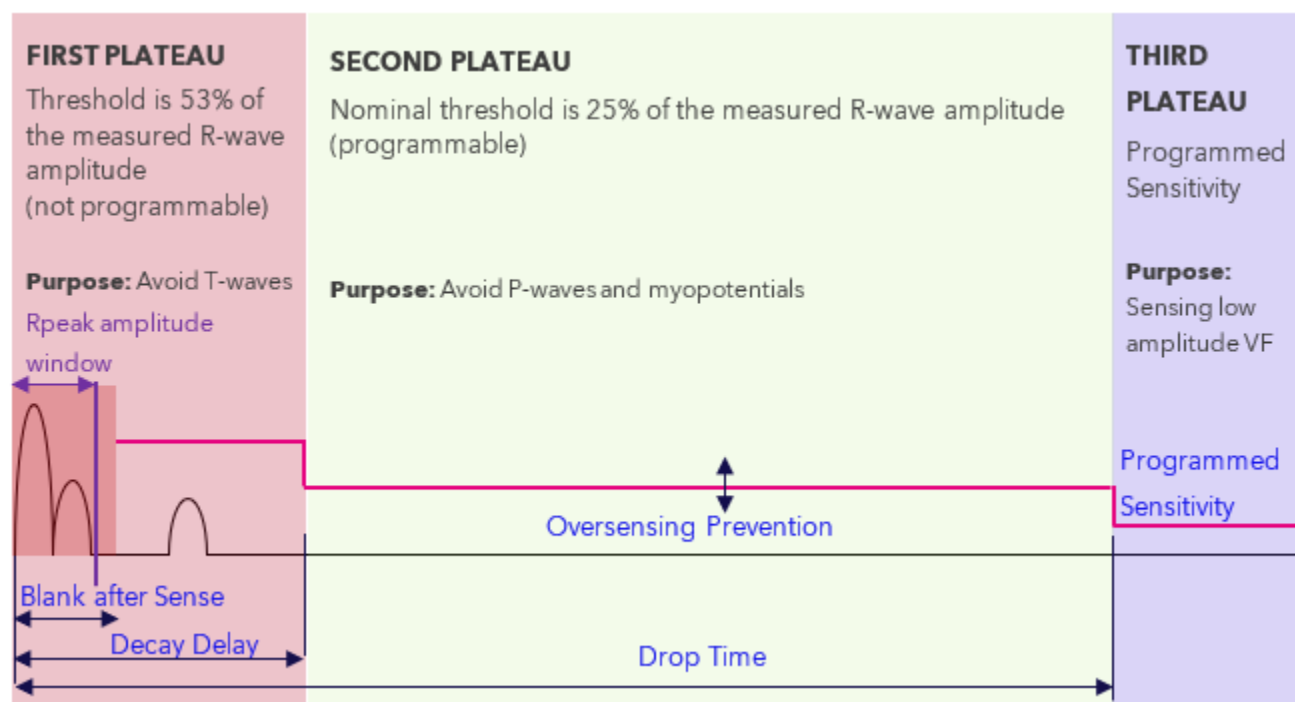 FIRST PLATEAU
Threshold is 53% of
the measured R-wave
amplitude
(not programmable)
Purpose: Avoid T-waves
Rpeak amplitude
window
SECOND PLATEAU
Nominal threshold is 25% of the measured R-wave amplitude
(programmable)
Purpose: Avoid P-waves and myopotentials
THIRD
PLATEAU
Programmed
Sensitivity
Purpose:
Sensing low
amplitude VF
Programmed
Sensitivity
Oversensing Prevention
Blank after Sense
Decay Delay
Drop Time